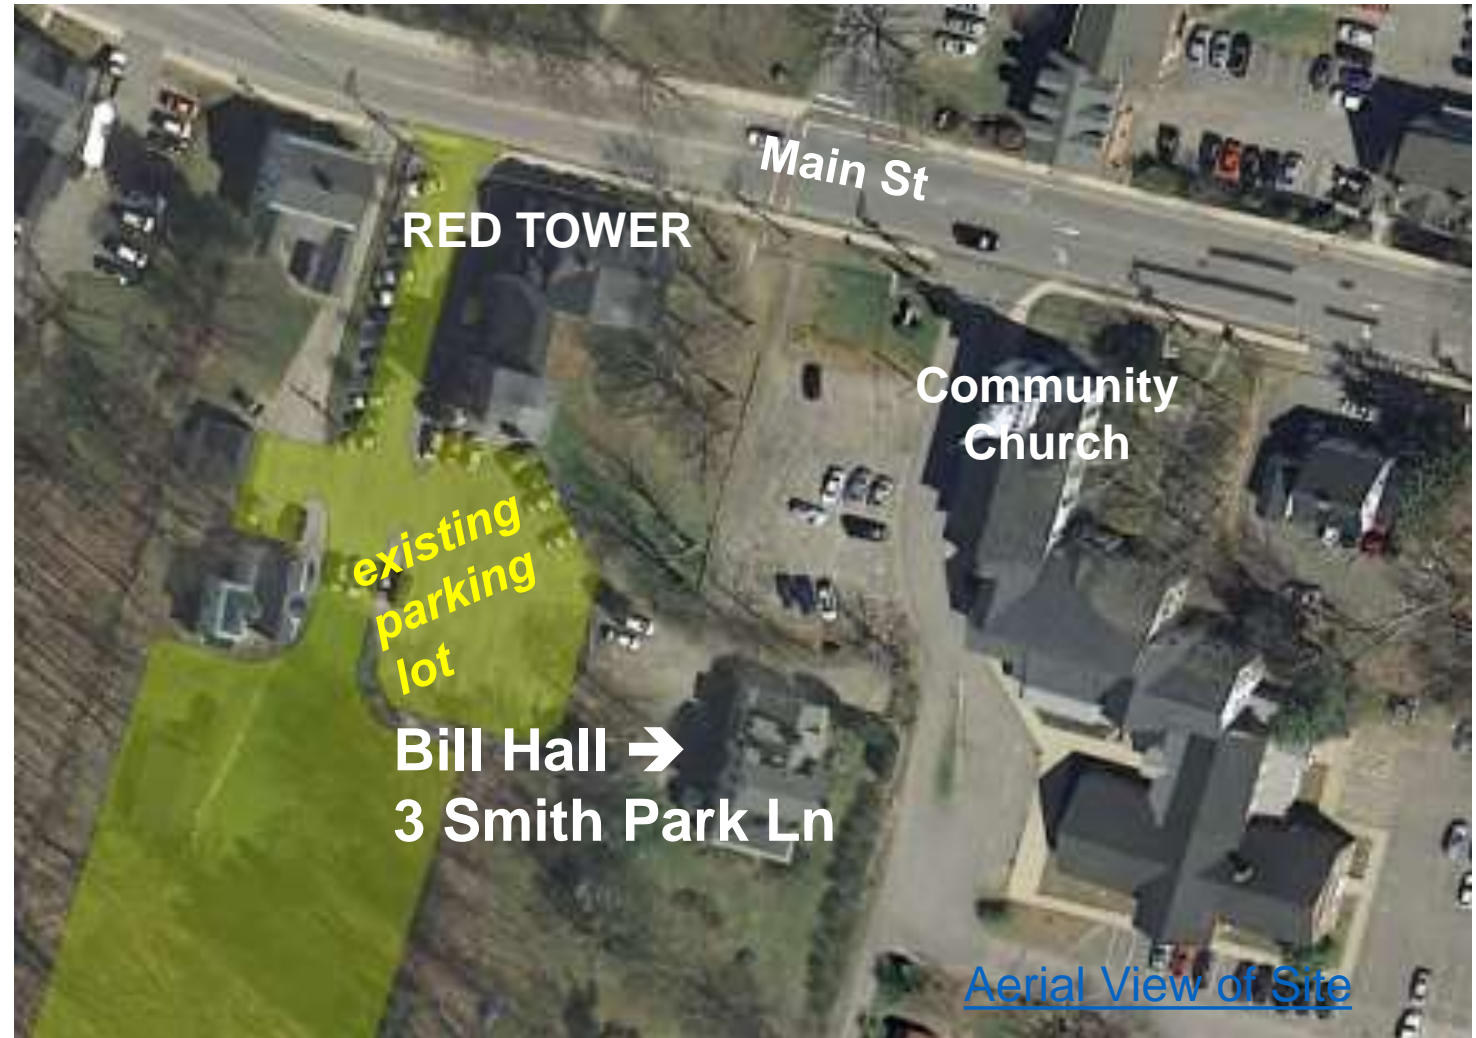 Main St
RED TOWER
Community
Church
existing
parking
lot
Bill Hall ➔
3 Smith Park Ln
Aerial View of Site